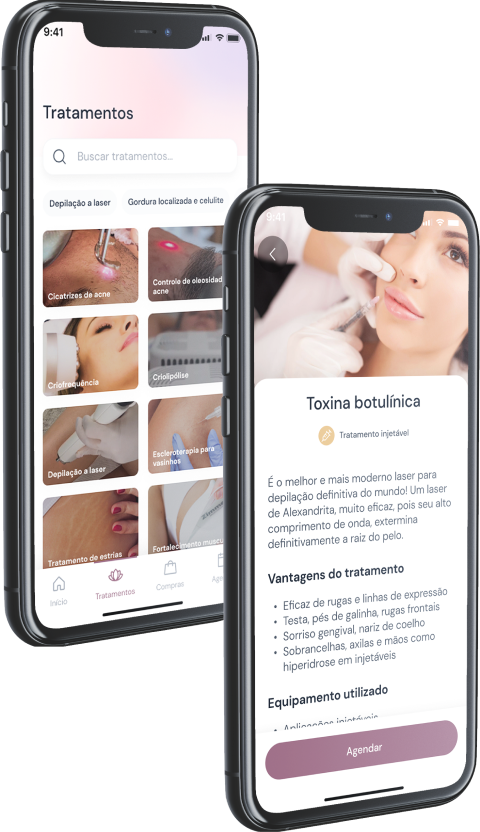 9:41
Tratamentos
Buscar tratamentos...
Depilação a laser
Gordura localizada e celulite
Cicatrizes de acne
Controle de oleosidad
acne
Criofrequência
Criolipólise
Depilação a laser
Escleroterapia para
vasinhos
Tratamento de estrias
Fortalecimento muscu
Início
Tratamentos
Compras
Age
9:41
Toxina botulínica
Tratamento injetável
É o melhor e mais moderno laser para
depilação definitiva do mundo! Um laser
de Alexandrita, muito eficaz, pois seu alto
comprimento de onda, extermina
definitivamente a raiz do pelo.
Vantagens do tratamento
• Eficaz de rugas e linhas de expressão
• Testa, pés de galinha, rugas frontais
• Sorriso gengival, nariz de coelho
• Sobrancelhas, axilas e mãos como
hiperidrose em injetáveis
Equipamento utilizado
• Aplicações injetáveis
Agendar